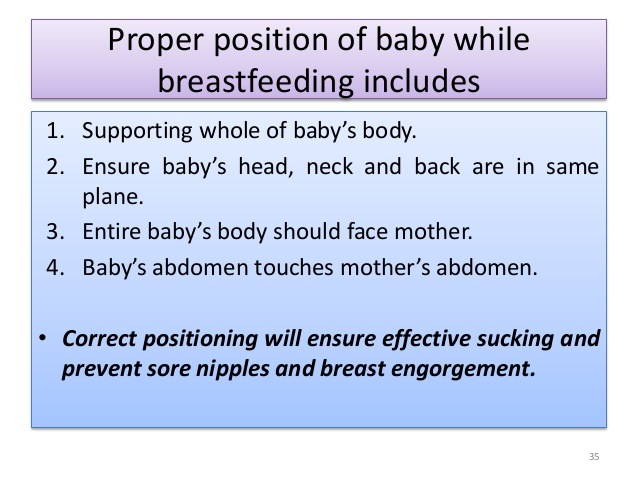 Proper position of baby while
breastfeeding includes
1. Supporting whole of baby’s body.
2. Ensure baby’s head, neck and back are in same
plane.
3. Entire baby’s body should face mother.
4. Baby’s abdomen touches mother’s abdomen.
• Correct positioning will ensure effective sucking and
prevent sore nipples and breast engorgement.
35